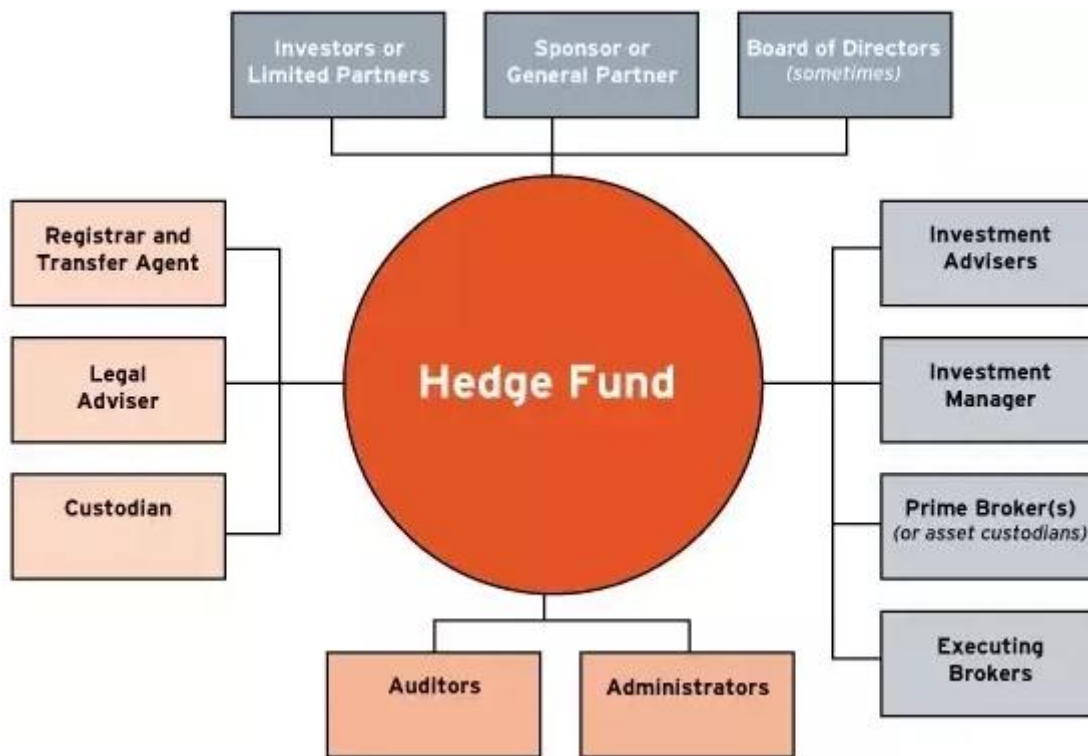 Investors or
Limited Partners
Sponsor or
General Partner
Board of Directors
(sometimes)
Registrar and
Transfer Agent
Legal
Adviser
Custodian
Hedge Fund
Investment
Advisers
Investment
Manager
Prime Broker(s)
(or asset custodians)
Executing
Brokers
Auditors
Administrators